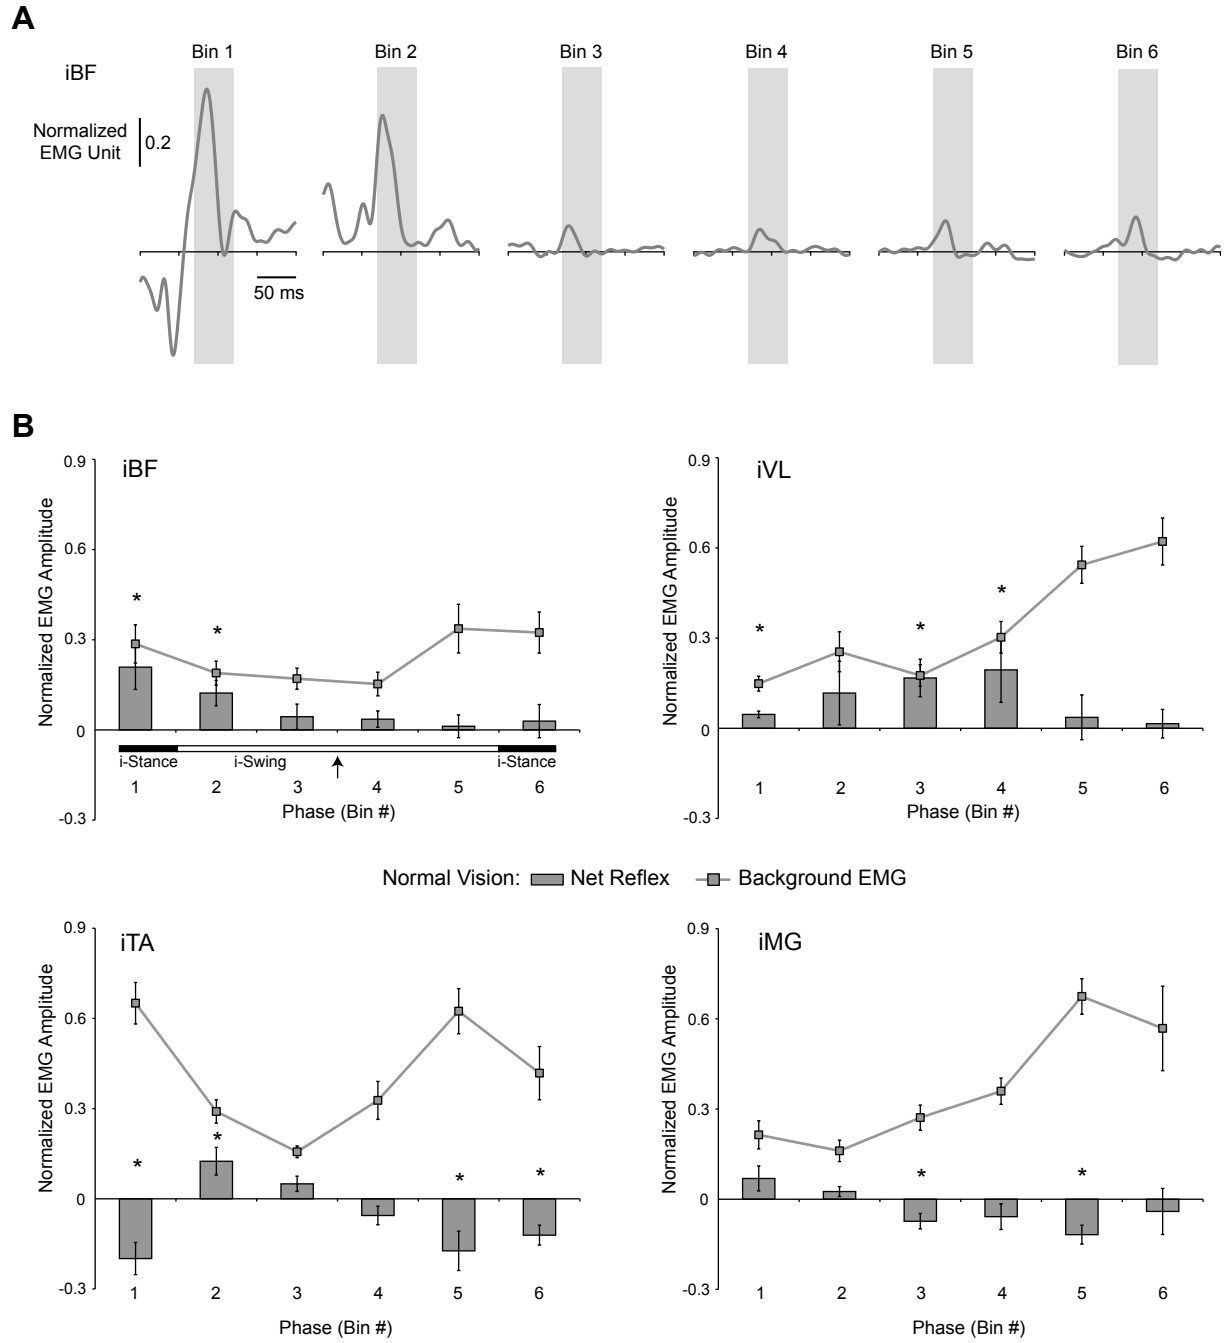 A
Bin 1 Bin 2 Bin 3 Bin 4 Bin 5 Bin 6
iBF
Normalized
EMG Unit
0.2
50 ms
B
iBF
Normalized EMG Amplitude
0.9
0.6
0.3
0
-0.3
* *
i-Stance i-Swing i-Stance
1 2 3 4 5 6
Phase (Bin #)
iVL
Normalized EMG Amplitude
0.9
0.6
0.3
0
-0.3
* * *
1 2 3 4 5 6
Phase (Bin #)
Normal Vision: Net Reflex Background EMG
iTA
Normalized EMG Amplitude
0.9
0.6
0.3
0
-0.3
* * * *
1 2 3 4 5 6
Phase (Bin #)
iMG
Normalized EMG Amplitude
0.9
0.6
0.3
0
-0.3
* *
1 2 3 4 5 6
Phase (Bin #)